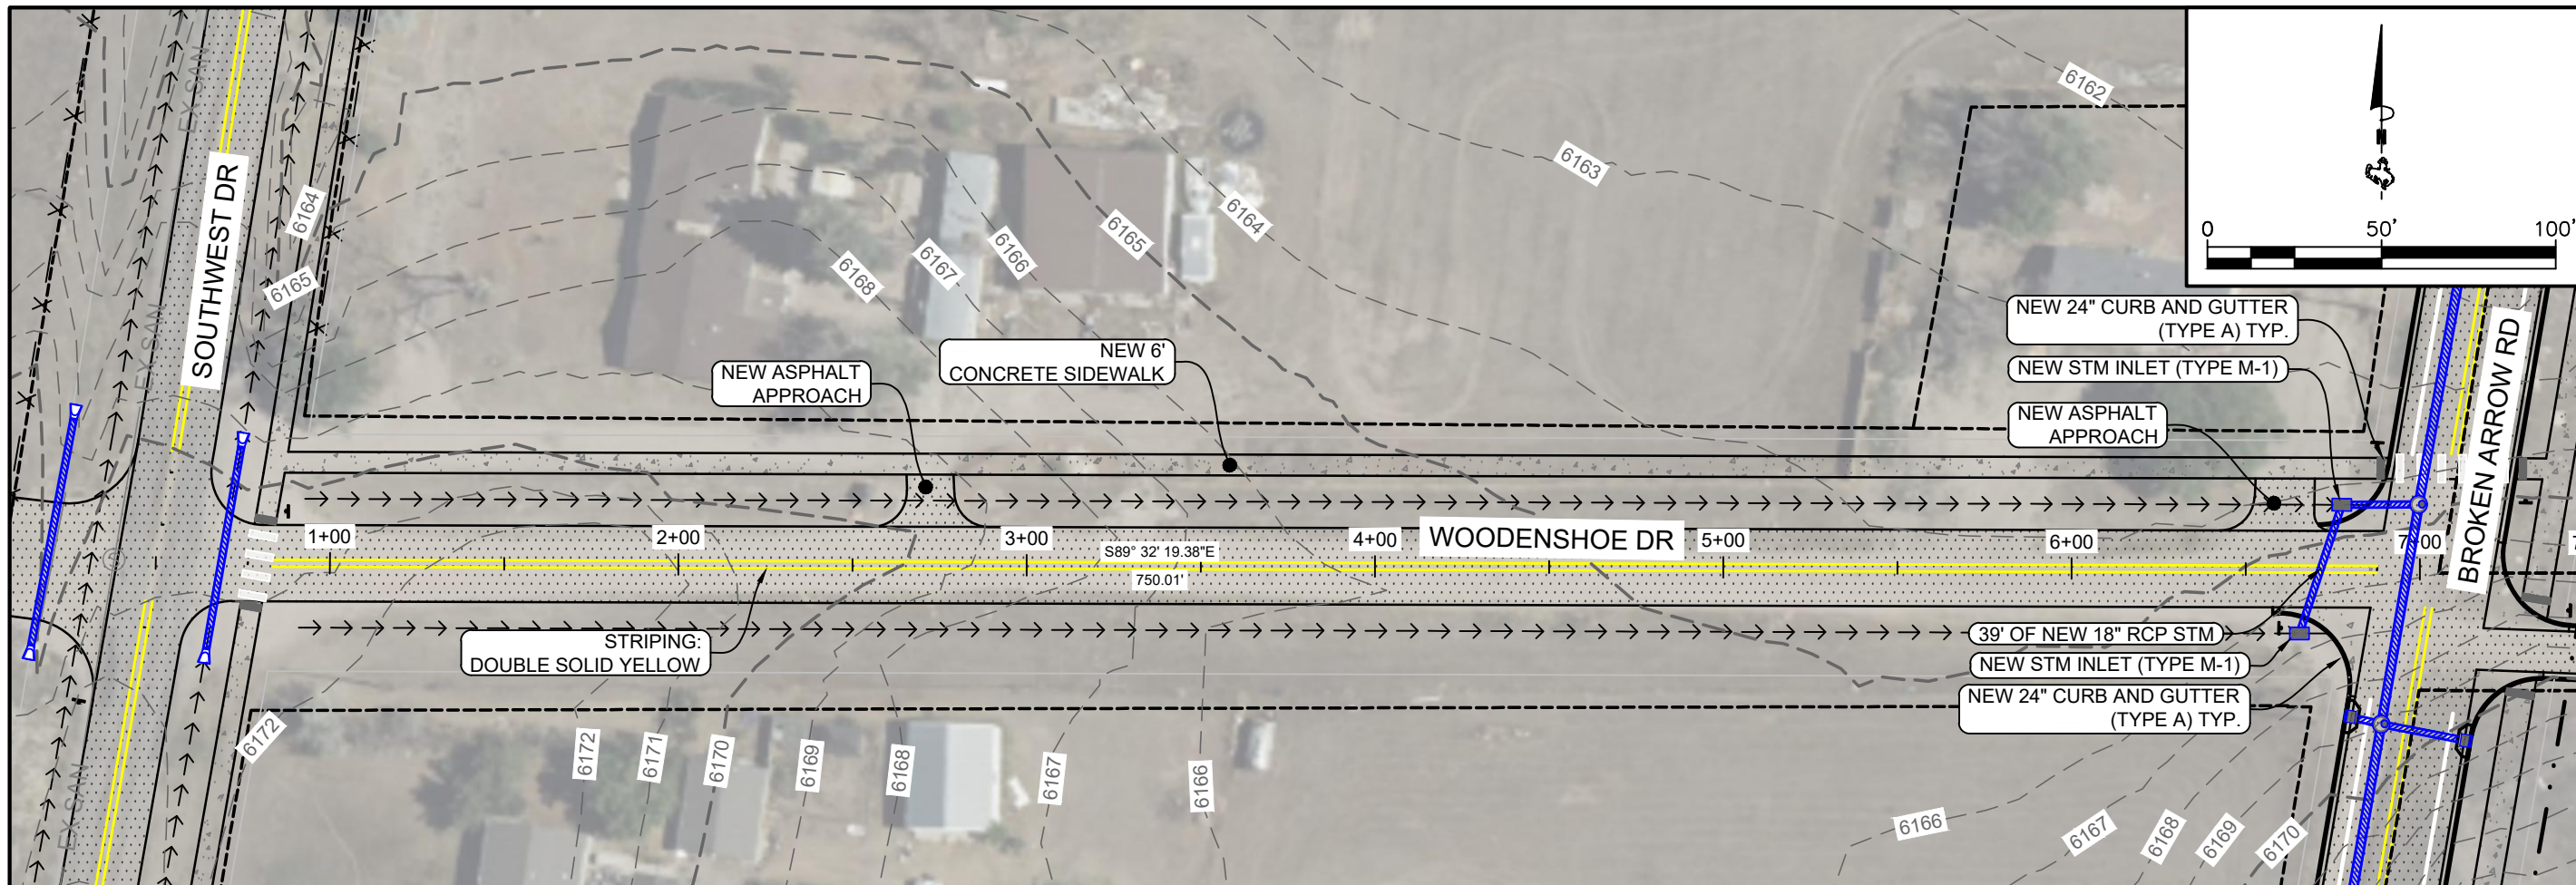 EX SAN
SOUTHWEST DR
EX SAN
EX SAN
6164
6165
6172
6168
6167
6166
6165
6164
6163
6162
N
0 50' 100'
NEW ASPHALT
APPROACH
NEW 6'
CONCRETE SIDEWALK
NEW 24" CURB AND GUTTER
(TYPE A) TYP.
NEW STM INLET (TYPE M-1)
NEW ASPHALT
APPROACH
BROKEN ARROW RD
1+00
2+00
3+00
S89° 32' 19.38"E
750.01'
4+00
WOODENSHOE DR
5+00
6+00
7+00
STRIPING:
DOUBLE SOLID YELLOW
39' OF NEW 18" RCP STM
NEW STM INLET (TYPE M-1)
NEW 24" CURB AND GUTTER
(TYPE A) TYP.
6172
6171
6170
6169
6168
6167
6166
6166
6167
6168
6169
6170